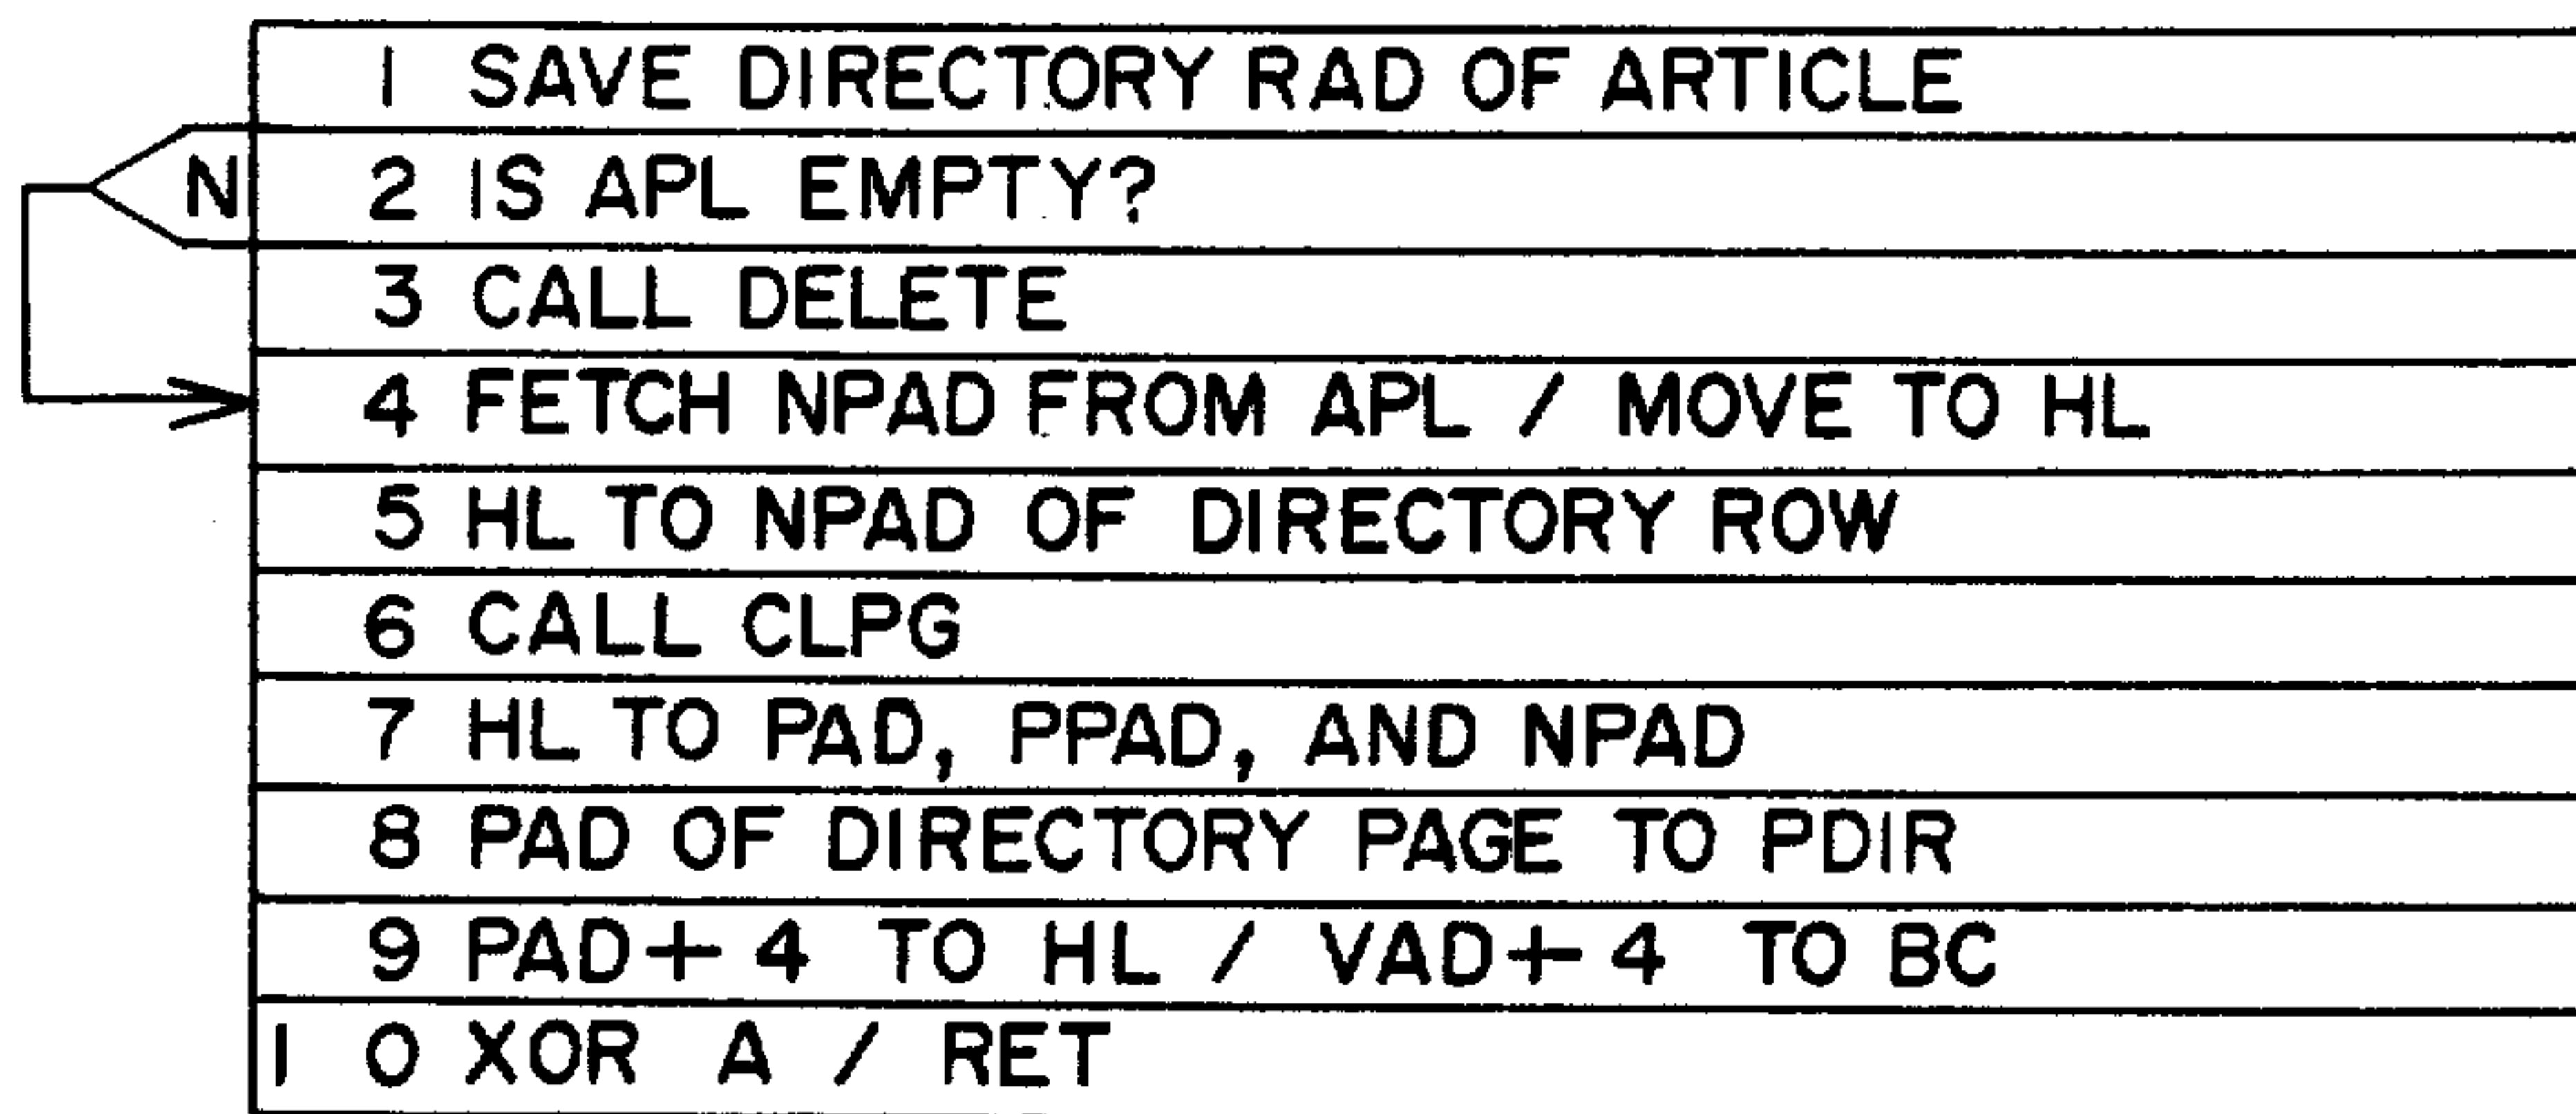 1 SAVE DIRECTORY RAD OF ARTICLE
N 2 IS APL EMPTY?
3 CALL DELETE
4 FETCH NPAD FROM APL / MOVE TO HL
5 HL TO NPAD OF DIRECTORY ROW
6 CALL CLPG
7 HL TO PAD, PPAD, AND NPAD
8 PAD OF DIRECTORY PAGE TO PDIR
9 PAD+4 TO HL / VAD+4 TO BC
10 XOR A / RET